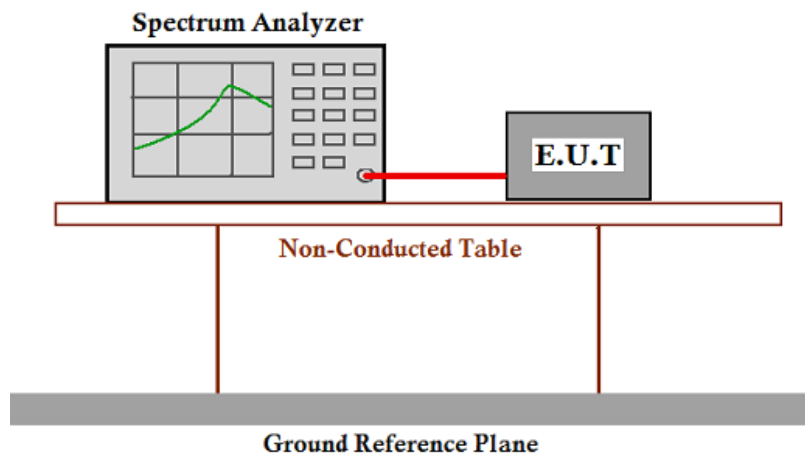 Spectrum Analyzer
E.U.T
Non-Conducted Table
Ground Reference Plane